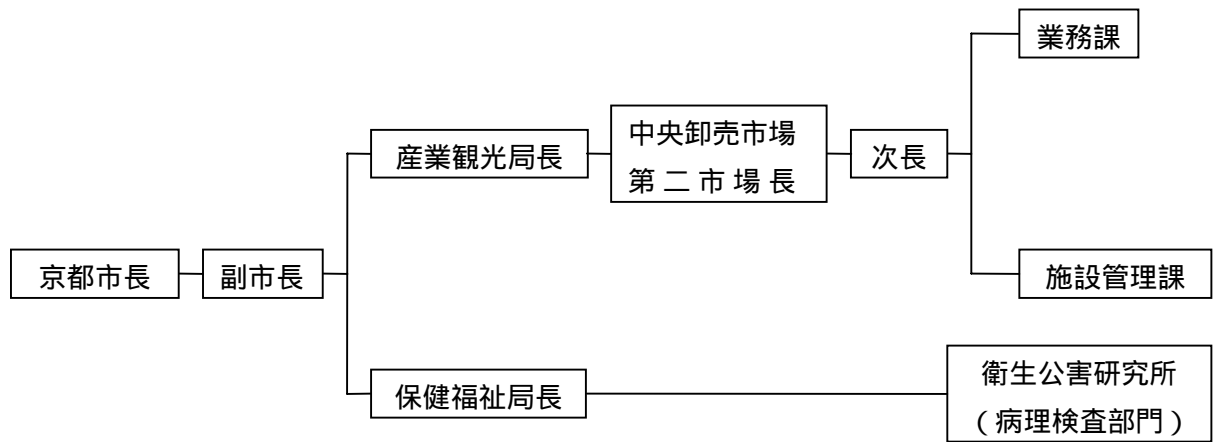 業務課
産業観光局長
中央卸売市場
第二市場長
次長
京都市長
副市長
施設管理課
保健福祉局長
衛生公害研究所
(病理検査部門)